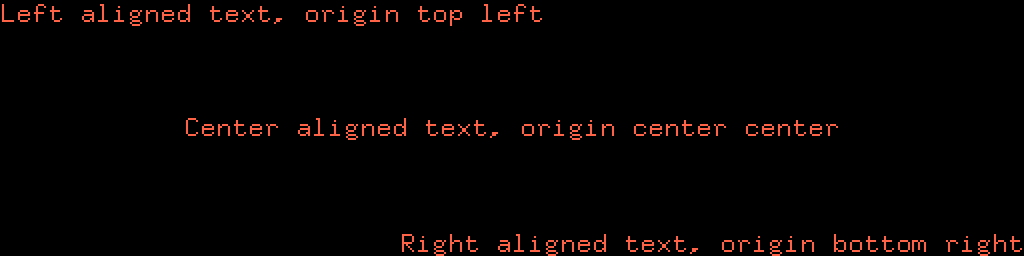 Left aligned text, origin top left
Center aligned text, origin center center
Right aligned text, origin bottom right